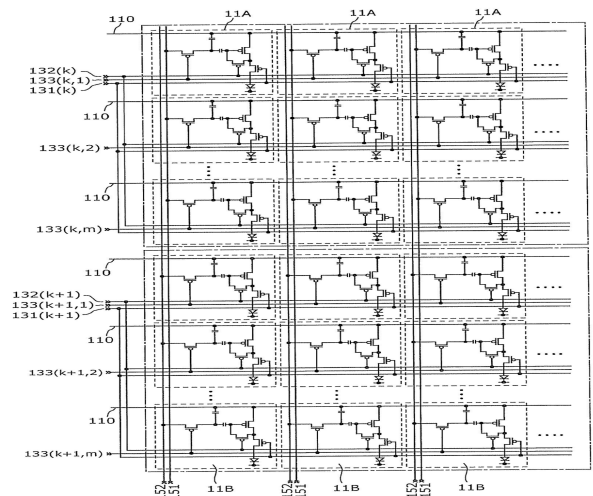 11A 11A 11A
110
132(k)
133(k,1)
131(k)
110
133(k,2)
110
133(k,m)
110
132(k+1)
133(k+1,1)
131(k+1)
110
133(k+1,2)
110
133(k+1,m)
11B 11B 11B
152 151 152 151 152 151